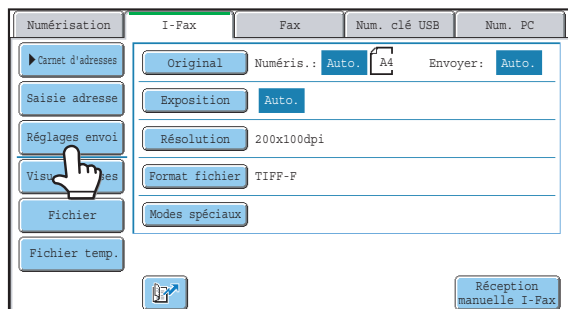 Numérisation I-Fax Fax Num. clé USB Num. PC
Carnet d'adresses
Original Numéris.: Auto. A4 Envoyer: Auto.
Saisie adresse
Exposition Auto.
Réglages envoi
Résolution 200x100dpi
Format fichier TIFF-F
Fichier
Modes spéciaux
Fichier temp.
Réception
manuelle I-Fax